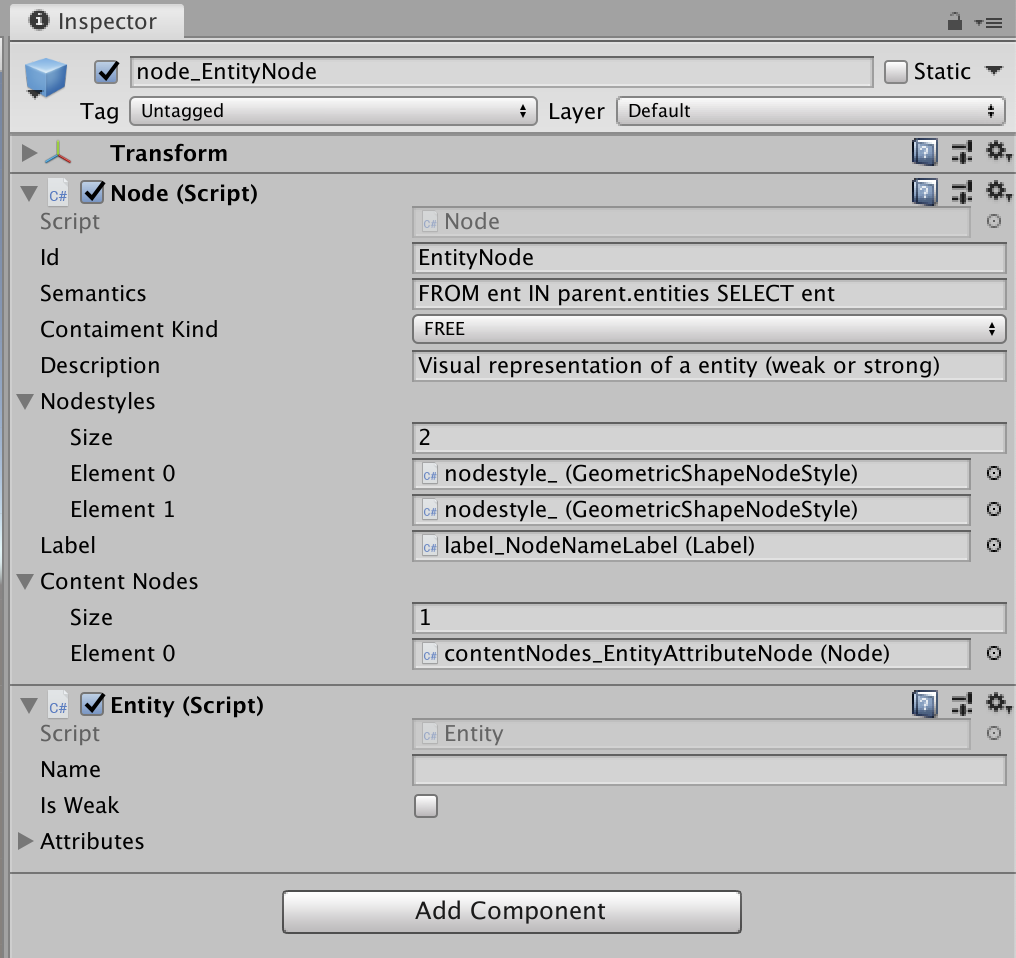 Inspector
node_EntityNode
Static
Tag Untagged Layer Default
Transform
C# Node (Script)
Script C# Node
Id EntityNode
Semantics FROM ent IN parent.entities SELECT ent
Contaiment Kind FREE
Description Visual representation of a entity (weak or strong)
Nodestyles
Size 2
Element 0 C# nodestyle_ (GeometricShapeNodeStyle)
Element 1 C# nodestyle_ (GeometricShapeNodeStyle)
Label C# label_NodeNameLabel (Label)
Content Nodes
Size 1
Element 0 C# contentNodes_EntityAttributeNode (Node)
C# Entity (Script)
Script C# Entity
Name
Is Weak
Attributes
Add Component